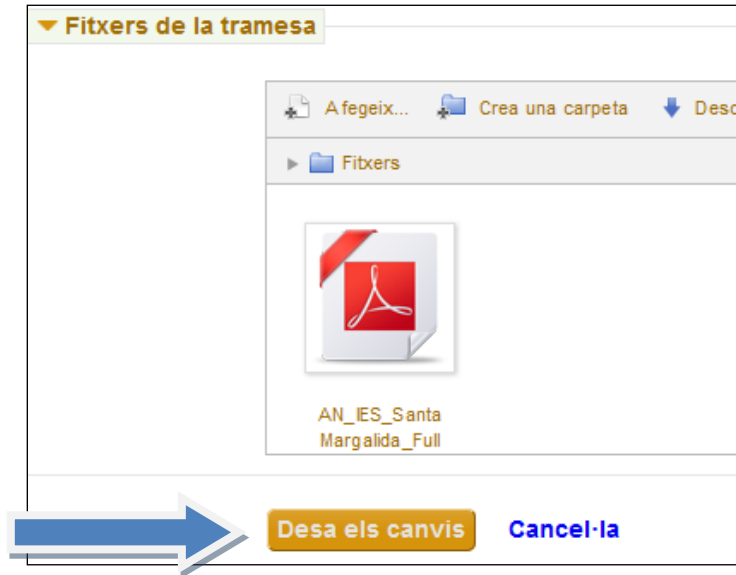 Fitxers de la tramesa
Afegeix... Crea una carpeta
Fitxers
AN_IES_Santa
Margalida_Full
Desa els canvis Cancel·la